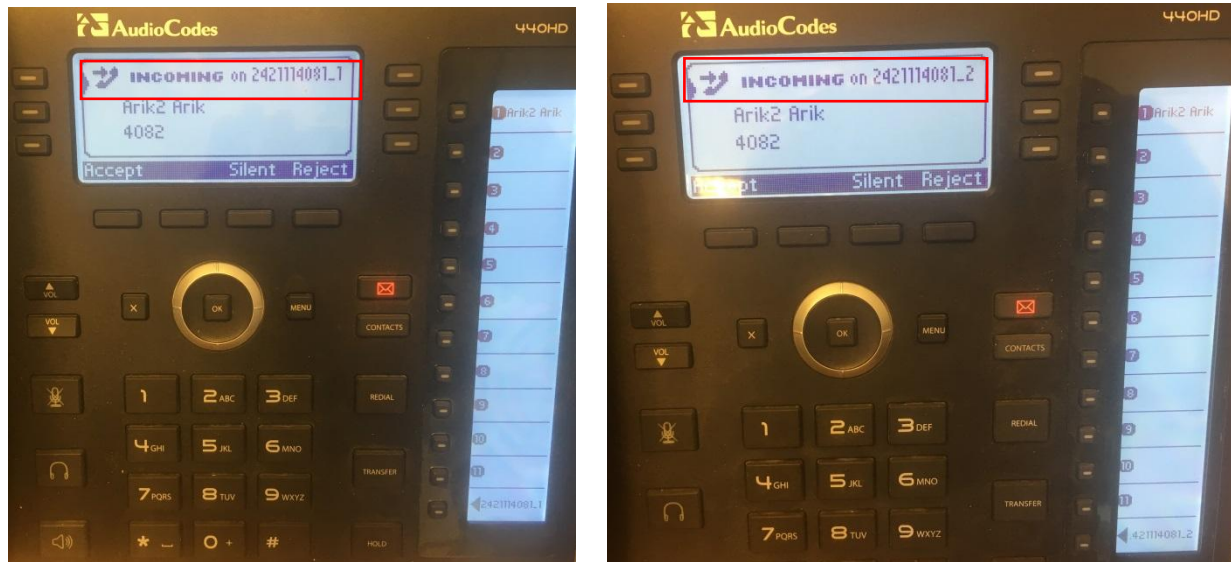 AudioCodes
440HD
INCOMING on 2421114081_1
Arik2 Arik
4082
Accept Silent Reject
1 Arik2 Arik
2
3
4
5
6
7
8
9
10
11
2421114081_1
VOL
VOL
OK
MENU
CONTACTS
1
2 ABC
3 DEF
REDIAL
4 GHI
5 JKL
6 MNO
TRANSFER
7 PQRS
8 TUV
9 WXYZ
*
0 +
#
HOLD
AudioCodes
440HD
INCOMING on 2421114081_2
Arik2 Arik
4082
Silent Reject
1 Arik2 Arik
2
3
4
5
6
7
8
9
10
11
421114081_2
VOL
VOL
OK
MENU
CONTACTS
1
2 ABC
3 DEF
REDIAL
4 GHI
5 JKL
6 MNO
TRANSFER
7 PQRS
8 TUV
9 WXYZ